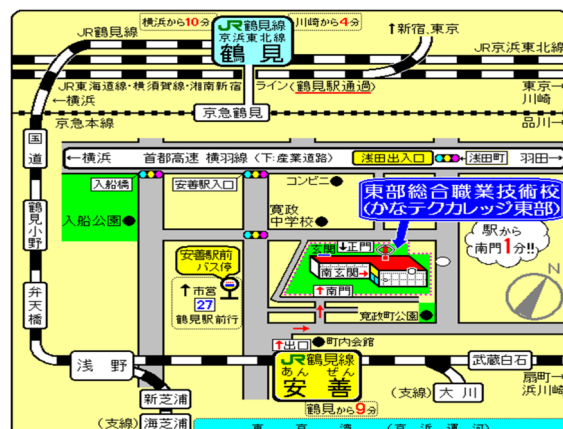 横浜から10分
JR鶴見線
京浜東北線
鶴見
川崎から4分
JR鶴見線
↑新宿、東京
JR京浜東北線
JR東海道線・横須賀線・湘南新宿
ライン(鶴見駅通過)
東京→
川崎
←横浜
京急鶴見
京急本線
品川→
国道
←横浜
首都高速 横羽線 (下:産業道路)
浅田出入口
浅田町
羽田→
入船橋
安善駅入口
コンビニ
東部総合職業技術校
(かなテクカレッジ東部)
鶴見小野
入船公園
寛政
中学校
駅から
南門1分!!
玄関
↓正門
安善駅前
バス停
南玄関→
N
弁天橋
↑市営
27
鶴見駅前行
↑南門
寛政町公園
↑出口
町内会館
浅野
JR鶴見線
あん ぜん
安善
武蔵白石
扇町→
浜川崎
新芝浦
(支線)
大川
鶴見から9分
(支線)
海芝浦
東京湾 (京浜運河)